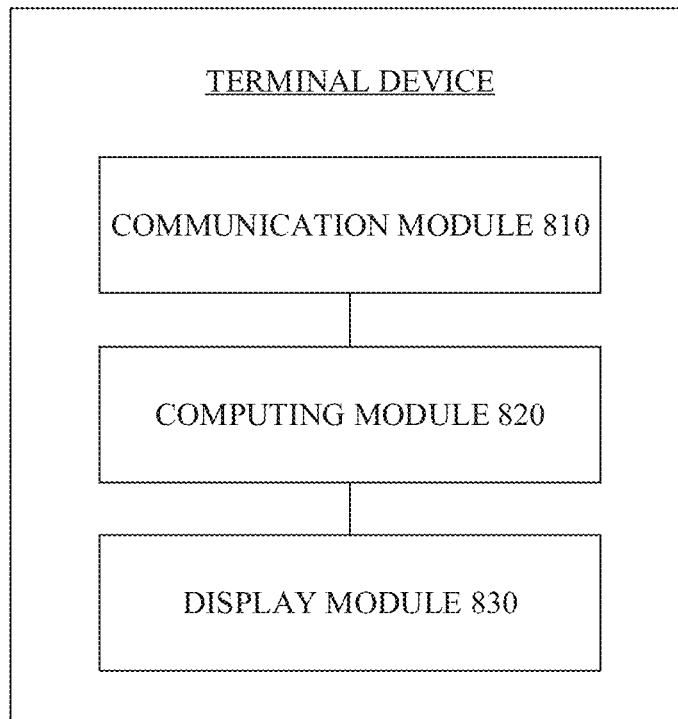 TERMINAL DEVICE
COMMUNICATION MODULE 810
COMPUTING MODULE 820
DISPLAY MODULE 830